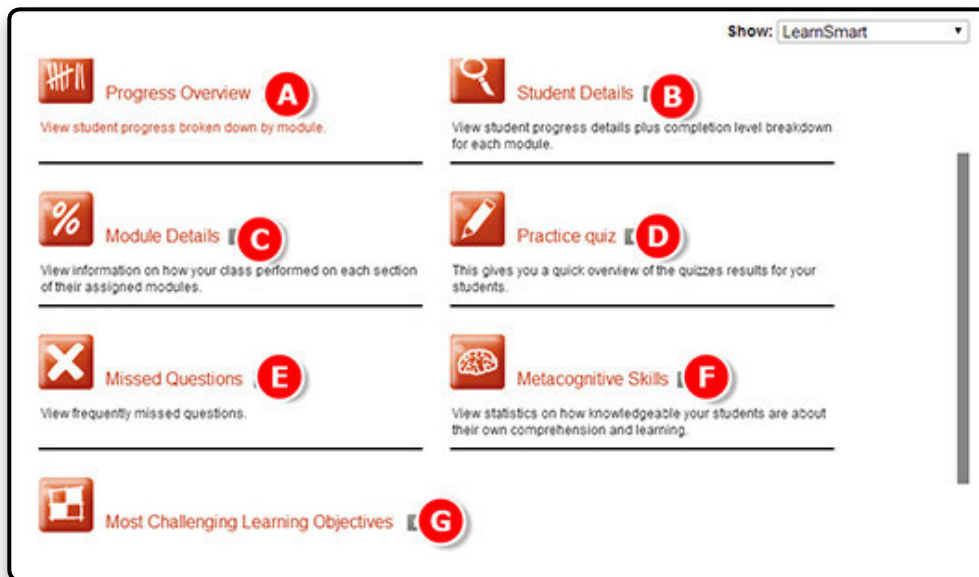 Show: LearnSmart
Progress Overview A
View student progress broken down by module.
Student Details B
View student progress details plus completion level breakdown
for each module.
% Module Details C
View information on how your class performed on each section
of their assigned modules.
Practice quiz D
This gives you a quick overview of the quizzes results for your
students.
Missed Questions E
View frequently missed questions.
Metacognitive Skills F
View statistics on how knowledgeable your students are about
their own comprehension and learning.
Most Challenging Learning Objectives G